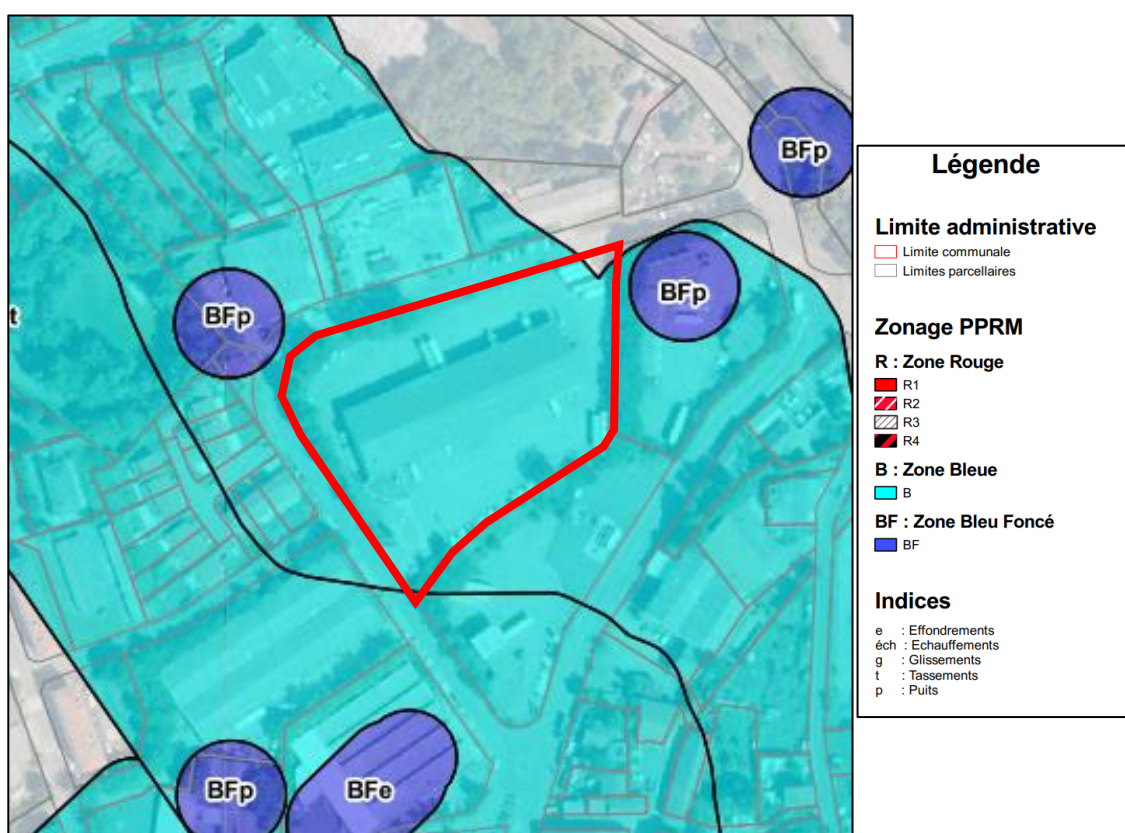 BFp
BFp
BFp
t
BFp
BFe
Légende
Limite administrative
Limite communale
Limites parcellaires
Zonage PPRM
R : Zone Rouge
R1
R2
R3
R4
B : Zone Bleue
B
BF : Zone Bleu Foncé
BF
Indices
e : Effondrements
éch : Echauffements
g : Glissements
t : Tassements
p : Puits